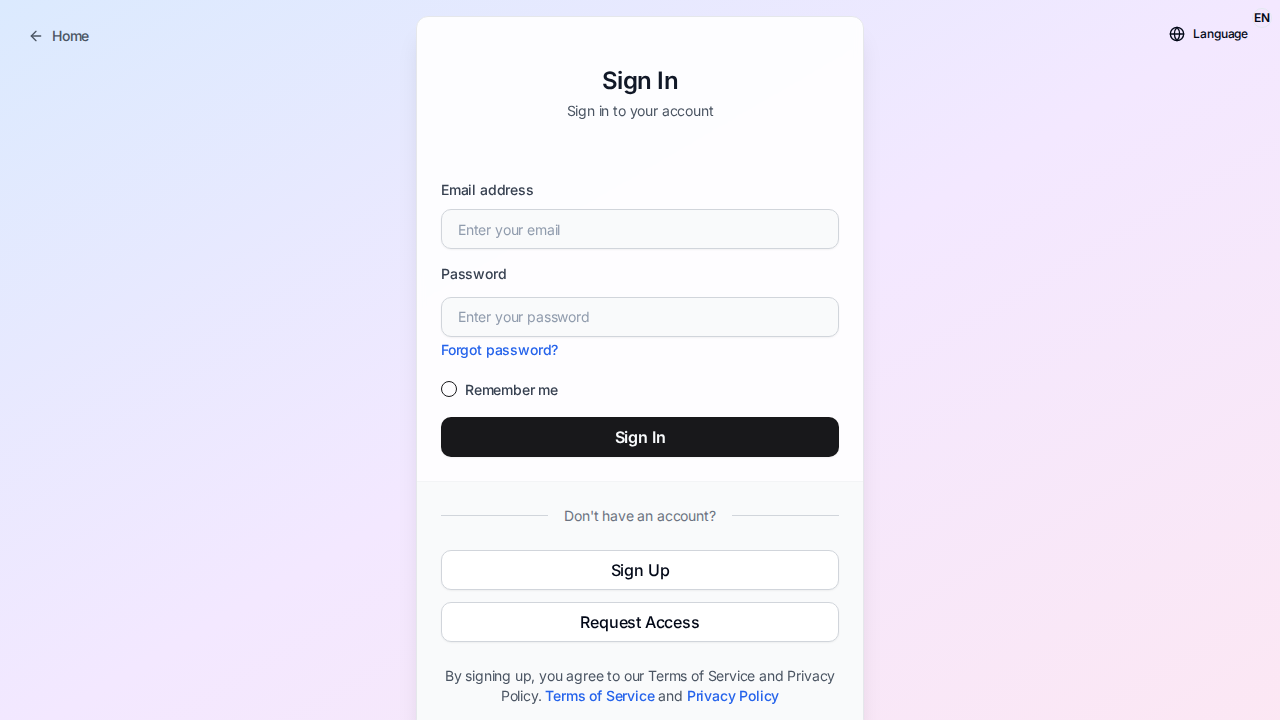 Home
EN
Language
Sign In
Sign in to your account
Email address
Enter your email
Password
Enter your password
Forgot password?
Remember me
Sign In
Don't have an account?
Sign Up
Request Access
By signing up, you agree to our Terms of Service and Privacy
Policy. Terms of Service and Privacy Policy